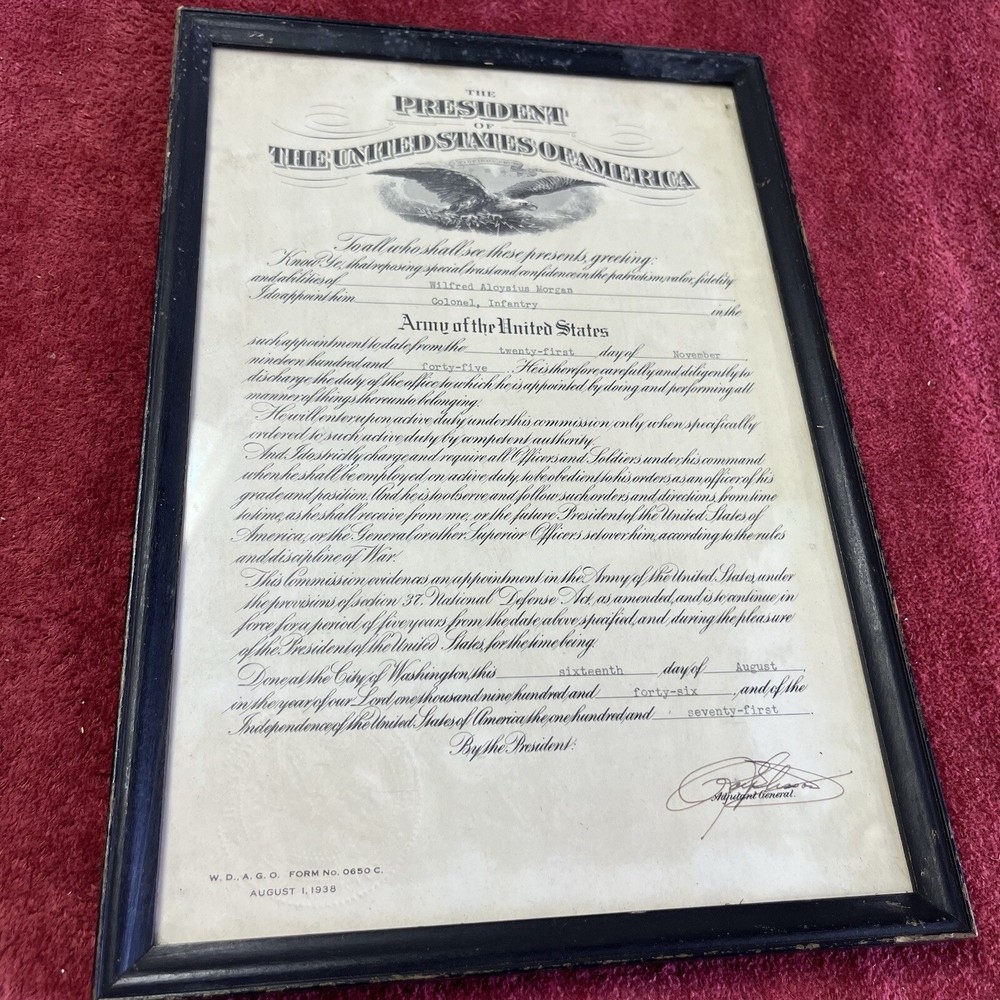 THE
PRESIDENT
OF
THE UNITED STATES OF AMERICA
To all who shall see these presents, greeting:
Know Ye, that reposing special trust and confidence in the patriotism, valor, fidelity
and abilities of Wilfred Aloysius Morgan
I do appoint him Colonel, Infantry in the
Army of the United States
such appointment to date from the twenty-first day of November
nineteen hundred and forty-five. He is therefore carefully and diligently to
discharge the duty of the office to which he is appointed by doing and performing all
manner of things thereunto belonging.
He will enter upon active duty under this commission only when specifically
ordered to such active duty by competent authority.
And I do strictly charge and require all Officers and Soldiers under his command
when he shall be employed on active duty, to be obedient to his orders as an officer of his
grade and position. And he is to observe and follow such orders and directions, from time
to time, as he shall receive from me, or the future President of the United States of
America, or the General or other Superior Officers set over him, according to the rules
and discipline of War.
This Commission evidences an appointment in the Army of the United States, under
the provisions of section 37, National Defense Act, as amended, and is to continue in
force for a period of five years from the date above specified, and during the pleasure
of the President of the United States, for the time being.
Done at the City of Washington, this sixteenth day of August
in the year of our Lord one thousand nine hundred and forty-six, and of the
Independence of the United States of America the one hundred and seventy-first.
By the President:
Adjutant General.
W. D., A. G. O. FORM No. 0650 C.
AUGUST 1, 1938